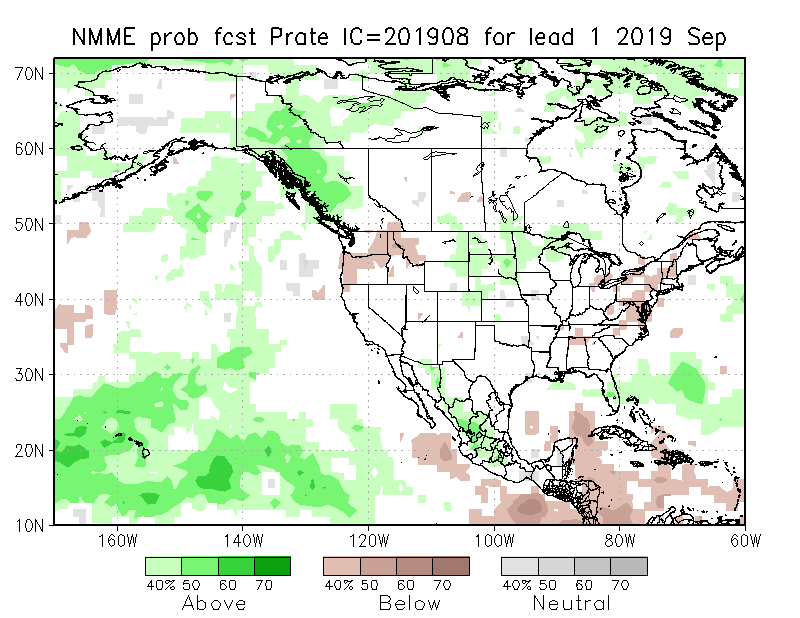 NMME prob fcst Prate IC=201908 for lead 1 2019 Sep
70N
60N
50N
40N
30N
20N
10N
160W 140W 120W 100W 80W 60W
40% 50 60 70 40% 50 60 70 40% 50 60 70
Above Below Neutral